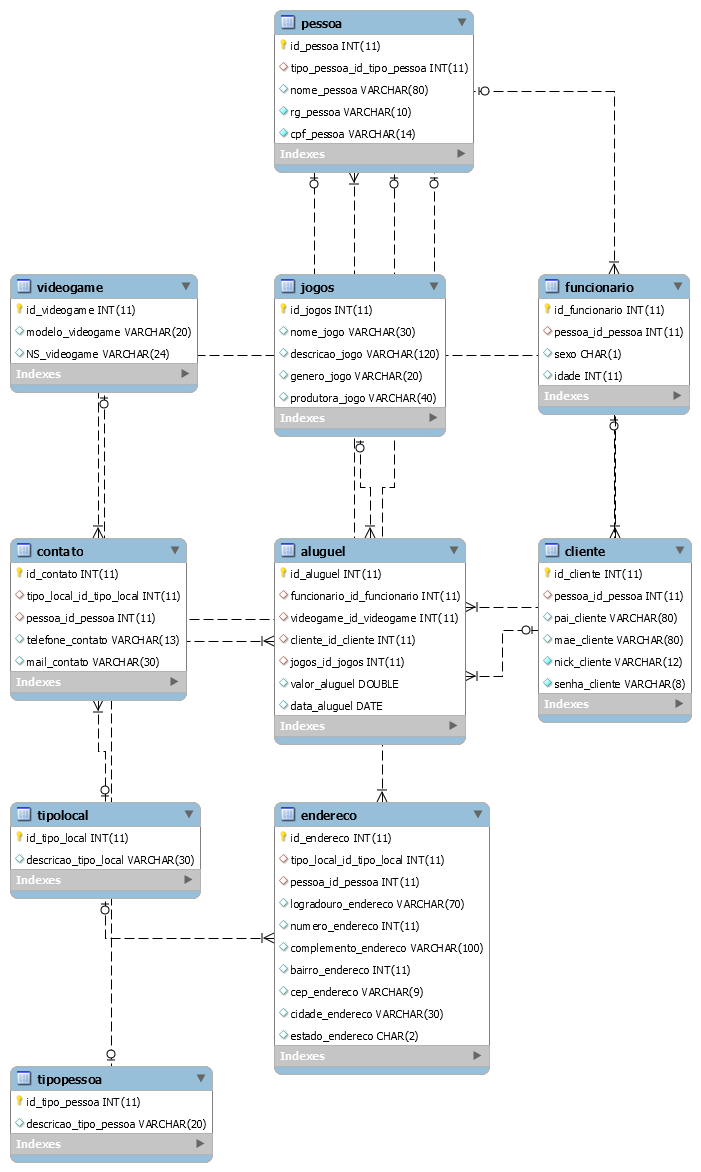 pessoa
id_pessoa INT(11)
tipo_pessoa_id_tipo_pessoa INT(11)
nome_pessoa VARCHAR(80)
rg_pessoa VARCHAR(10)
cpf_pessoa VARCHAR(14)
Indexes
videogame
id_videogame INT(11)
modelo_videogame VARCHAR(20)
NS_videogame VARCHAR(24)
Indexes
jogos
id_jogos INT(11)
nome_jogo VARCHAR(30)
descricao_jogo VARCHAR(120)
genero_jogo VARCHAR(20)
produtora_jogo VARCHAR(40)
Indexes
funcionario
id_funcionario INT(11)
pessoa_id_pessoa INT(11)
sexo CHAR(1)
idade INT(11)
Indexes
contato
id_contato INT(11)
tipo_local_id_tipo_local INT(11)
pessoa_id_pessoa INT(11)
telefone_contato VARCHAR(13)
mail_contato VARCHAR(30)
Indexes
aluguel
id_aluguel INT(11)
funcionario_id_funcionario INT(11)
videogame_id_videogame INT(11)
cliente_id_cliente INT(11)
jogos_id_jogos INT(11)
valor_aluguel DOUBLE
data_aluguel DATE
Indexes
cliente
id_cliente INT(11)
pessoa_id_pessoa INT(11)
pai_cliente VARCHAR(80)
mae_cliente VARCHAR(80)
nick_cliente VARCHAR(12)
senha_cliente VARCHAR(8)
Indexes
tipolocal
id_tipo_local INT(11)
descricao_tipo_local VARCHAR(30)
Indexes
endereco
id_endereco INT(11)
tipo_local_id_tipo_local INT(11)
pessoa_id_pessoa INT(11)
logradouro_endereco VARCHAR(70)
numero_endereco INT(11)
complemento_endereco VARCHAR(100)
bairro_endereco INT(11)
cep_endereco VARCHAR(9)
cidade_endereco VARCHAR(30)
estado_endereco CHAR(2)
Indexes
tipopessoa
id_tipo_pessoa INT(11)
descricao_tipo_pessoa VARCHAR(20)
Indexes